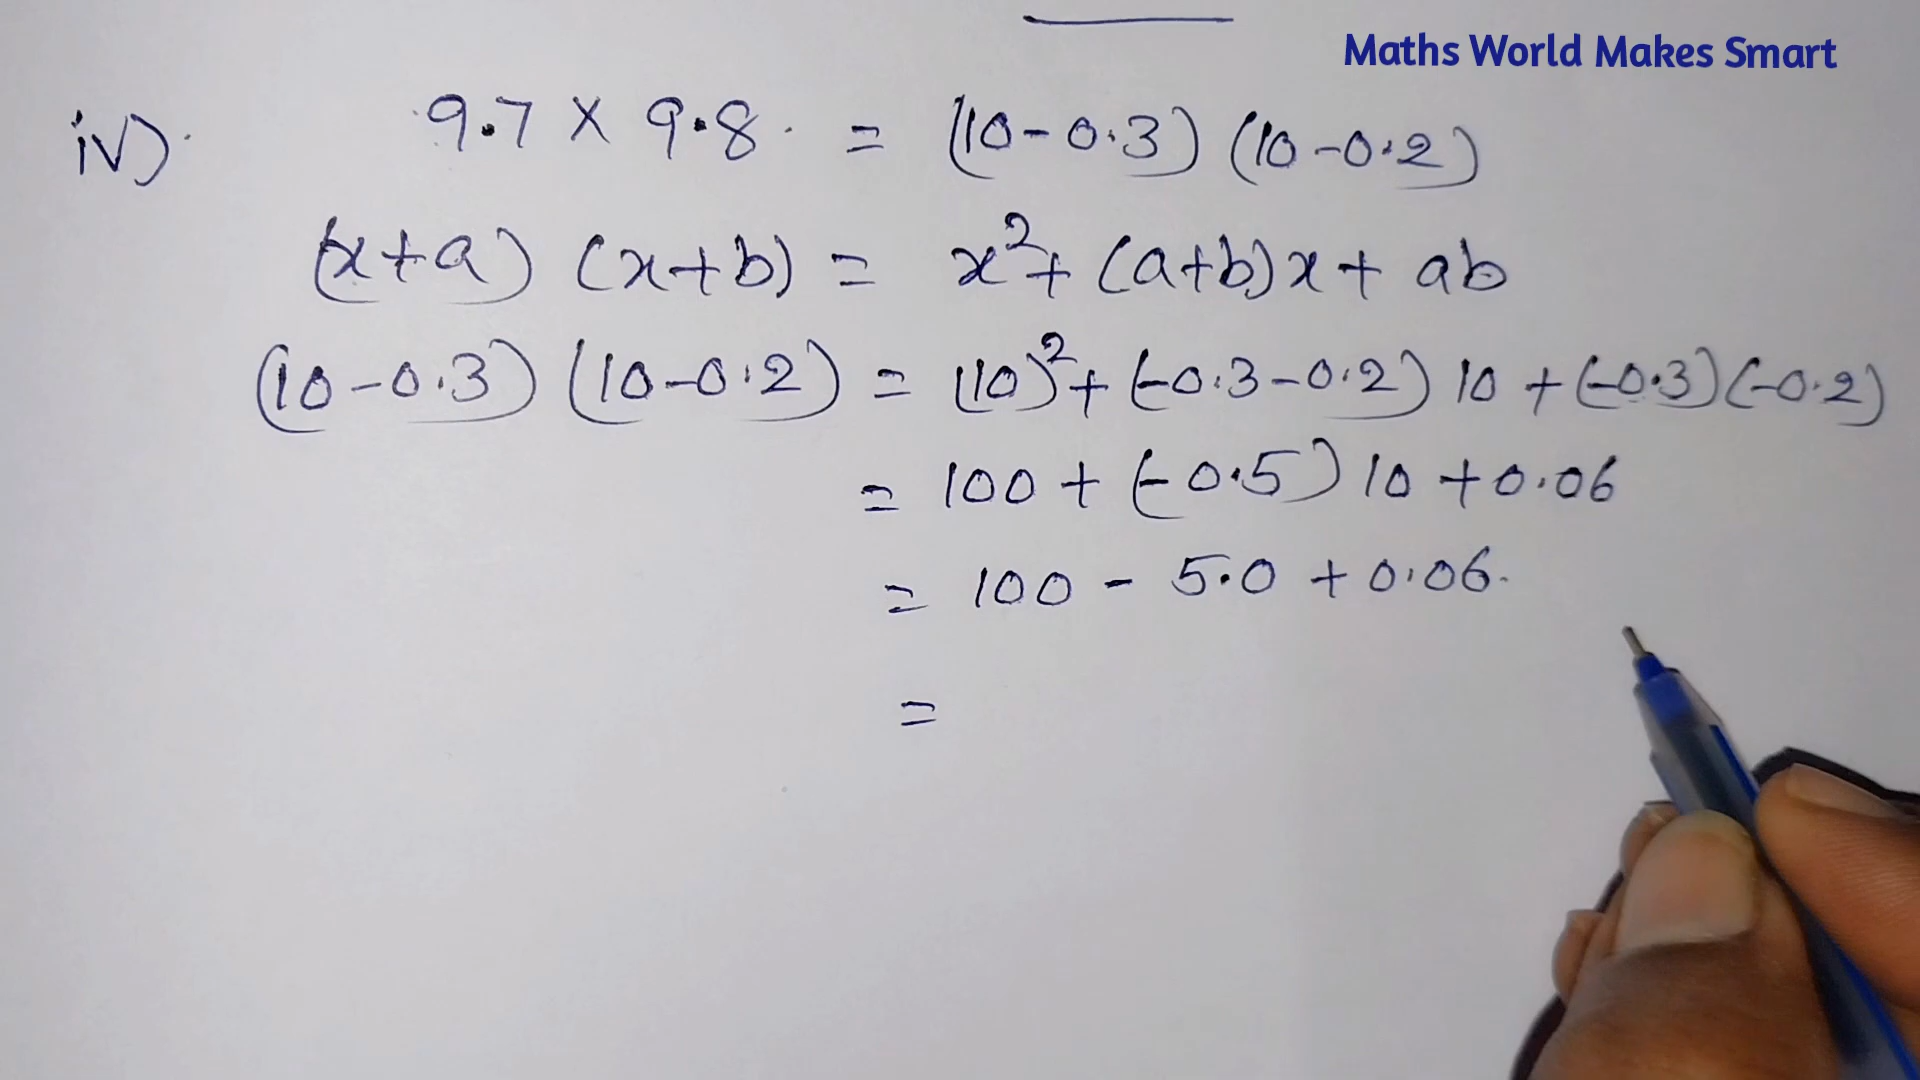 Maths World Makes Smart
iv) 9.7 × 9.8 = (10-0.3) (10-0.2)
(x+a) (x+b) = x²+(a+b)x+ ab
(10-0.3) (10-0.2) = (10)²+(-0.3-0.2) 10 +(-0.3)(-0.2)
= 100 + (-0.5) 10 +0.06
= 100 - 5.0 + 0.06.
=